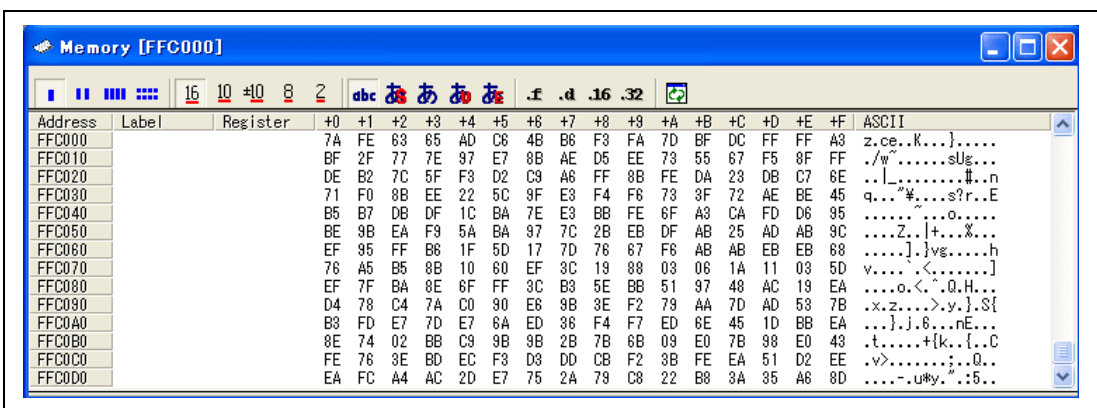 Memory [FFC000]
16 10 ±10 8 2 abc あS あ あD あE .f .d .16 .32
Address Label Register +0 +1 +2 +3 +4 +5 +6 +7 +8 +9 +A +B +C +D +E +F ASCII
FFC000 7A FE 63 65 AD C6 4B B6 F3 FA 7D BF DC FF FF A3 z.ce..K...}.....
FFC010 BF 2F 77 7E 97 E7 8B AE D5 EE 73 55 67 F5 8F FF ./w~......sUg...
FFC020 DE B2 7C 5F F3 D2 C9 A6 FF 8B FE DA 23 DB C7 6E ..|_........#..n
FFC030 71 F0 8B EE 22 5C 9F E3 F4 F6 73 3F 72 AE BE 45 q..."¥....s?r..E
FFC040 B5 B7 DB DF 1C BA 7E E3 BB FE 6F A3 CA FD D6 95 ......~...o.....
FFC050 BE 9B EA F9 5A BA 97 7C 2B EB DF AB 25 AD AB 9C ....Z..|+...%...
FFC060 EF 95 FF B6 1F 5D 17 7D 76 67 F6 AB AB EB EB 68 .....].}vg.....h
FFC070 76 A5 B5 8B 10 60 EF 3C 19 88 03 06 1A 11 03 5D v....`.<.......]
FFC080 EF 7F BA 8E 6F FF 3C B3 5E BB 51 97 48 AC 19 EA ....o.<.^.Q.H...
FFC090 D4 78 C4 7A C0 90 E6 9B 3E F2 79 AA 7D AD 53 7B .x.z....>.y.}.S{
FFC0A0 B3 FD E7 7D E7 6A ED 36 F4 F7 ED 6E 45 1D BB EA ...}.j.6...nE...
FFC0B0 8E 74 02 BB C9 9B 9B 2B 7B 6B 09 E0 7B 98 E0 43 .t.....+{k..{..C
FFC0C0 FE 76 3E BD EC F3 D3 DD CB F2 3B FE EA 51 D2 EE .v>.......;..Q..
FFC0D0 EA FC A4 AC 2D E7 75 2A 79 C8 22 B8 3A 35 A6 8D ....-.u*y.".:5..